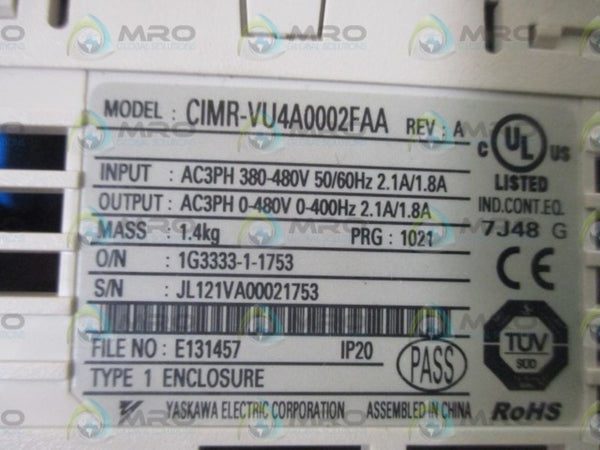 MRO
GLOBAL SOLUTIONS
MODEL : CIMR-VU4A0002FAA REV : A
INPUT : AC3PH 380-480V 50/60Hz 2.1A/1.8A
OUTPUT : AC3PH 0-480V 0-400Hz 2.1A/1.8A
MASS : 1.4kg PRG : 1021
O/N : 1G3333-1-1753
S/N : JL121VA00021753
FILE NO : E131457 IP20
TYPE 1 ENCLOSURE
YASKAWA ELECTRIC CORPORATION ASSEMBLED IN CHINA
PASS
C UL US
LISTED
IND.CONT.EQ.
7J48 G
CE
TÜV
SÜD
RoHS